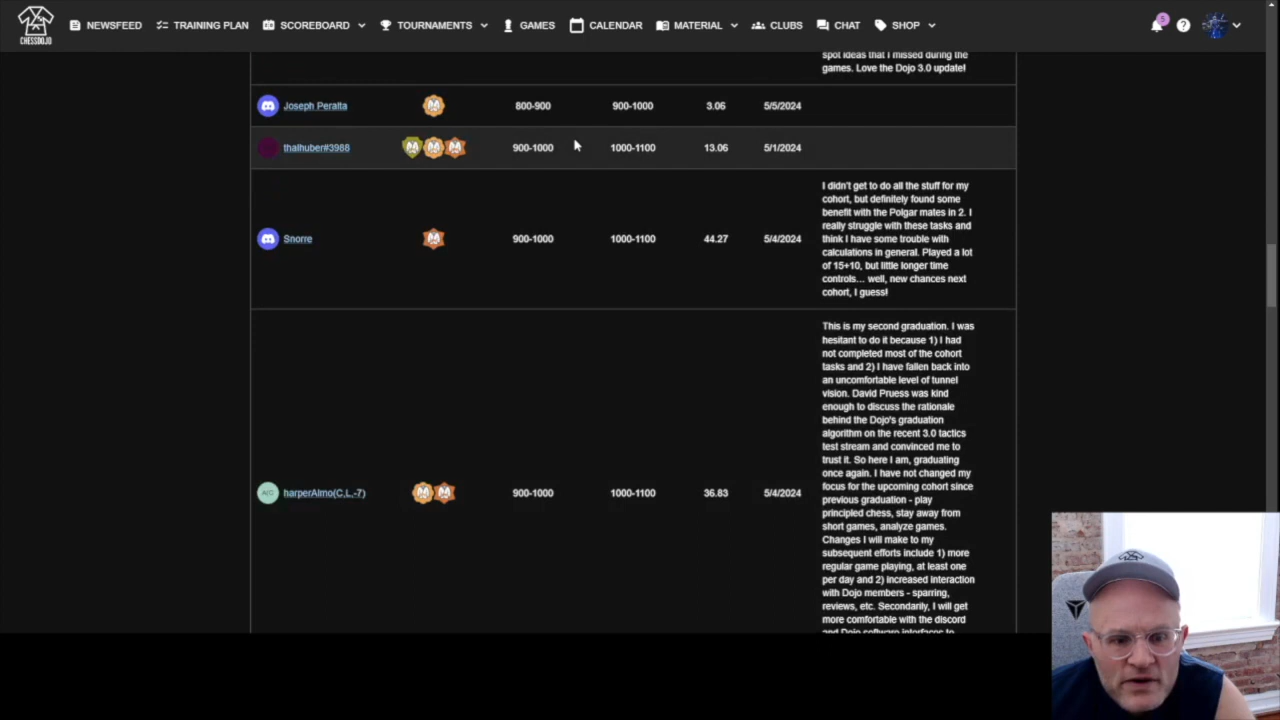 CHESSDOJO
NEWSFEED
TRAINING PLAN
SCOREBOARD
TOURNAMENTS
GAMES
CALENDAR
MATERIAL
CLUBS
CHAT
SHOP
3
spot ideas that I missed during the
games. Love the Dojo 3.0 update!
Joseph Peralta 800-900 900-1000 3.06 5/5/2024
thalhuber#3988 900-1000 1000-1100 13.06 5/1/2024
Snorre 900-1000 1000-1100 44.27 5/4/2024
I didn't get to do all the stuff for my
cohort, but definitely found some
benefit with the Polgar mates in 2. I
really struggle with these tasks and
think I have some trouble with
calculations in general. Played a lot
of 15+10, but little longer time
controls... well, new chances next
cohort, I guess!
harperAlmo(C,L,-7) 900-1000 1000-1100 36.83 5/4/2024
This is my second graduation. I was
hesitant to do it because 1) I had
not completed most of the cohort
tasks and 2) I have fallen back into
an uncomfortable level of tunnel
vision. David Pruess was kind
enough to discuss the rationale
behind the Dojo's graduation
algorithm on the recent 3.0 tactics
test stream and convinced me to
trust it. So here I am, graduating
once again. I have not changed my
focus for the upcoming cohort since
previous graduation - play
principled chess, stay away from
short games, analyze games.
Changes I will make to my
subsequent efforts include 1) more
regular game playing, at least one
per day and 2) increased interaction
with Dojo members - sparring,
reviews, etc. Secondarily, I will get
more comfortable with the discord
and Dojo software interfaces to